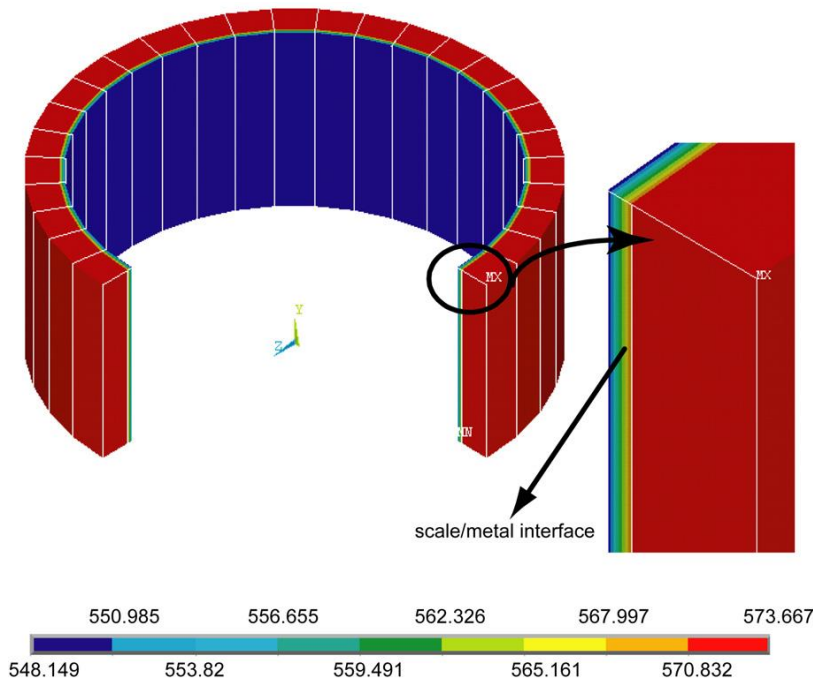 MX
MX
Y
Z
MN
scale/metal interface
550.985 556.655 562.326 567.997 573.667
548.149 553.82 559.491 565.161 570.832